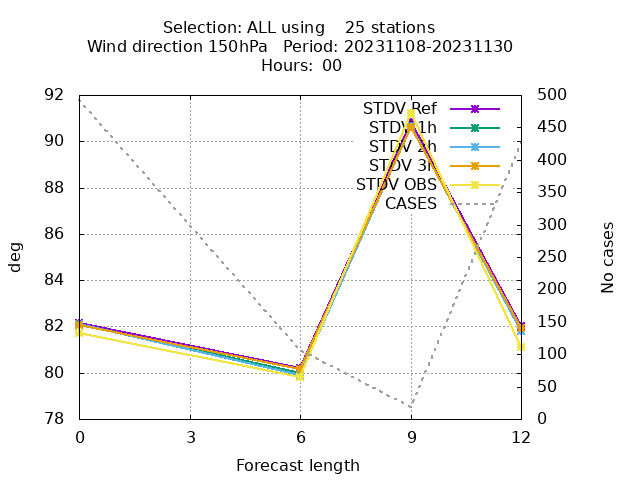 Selection: ALL using    25 stations
Wind direction 150hPa   Period: 20231108-20231130
Hours: 00
92
90
88
86
84
82
80
78
deg
500
450
400
350
300
250
200
150
100
50
0
No cases
STDV Ref
STDV 1h
STDV 2h
STDV 3h
STDV OBS
CASES
0 3 6 9 12
Forecast length